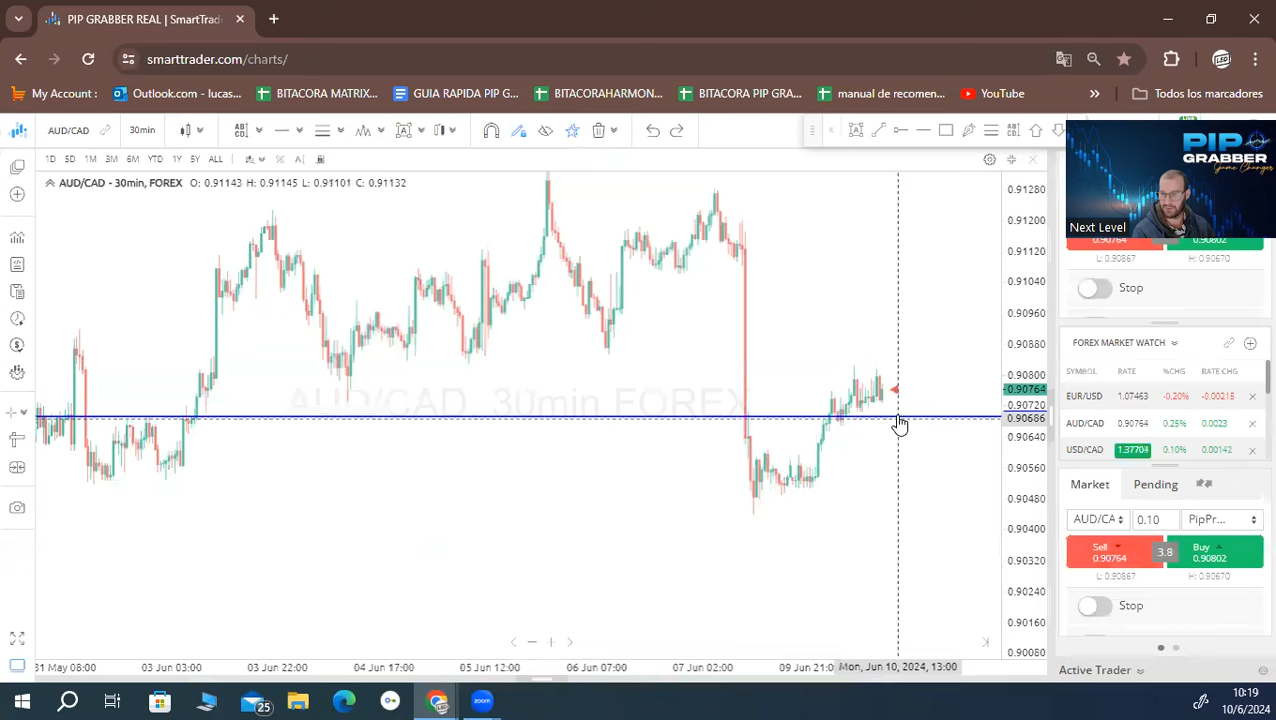 PIP GRABBER REAL | SmartTrad
smarttrader.com/charts/
My Account :
Outlook.com - lucas...
BITACORA MATRIX...
GUIA RAPIDA PIP G...
BITACORAHARMON...
BITACORA PIP GRA...
manual de recomen...
YouTube
Todos los marcadores
AUD/CAD
30min
1D 5D 1M 3M 6M YTD 1Y 5Y ALL
AUD/CAD - 30min, FOREX O: 0.91143 H: 0.91145 L: 0.91101 C: 0.91132
AUD/CAD, 30min FOREX
0.91280
0.91200
0.91120
0.91040
0.90960
0.90880
0.90800
0.90764
0.90720
0.90686
0.90640
0.90560
0.90480
0.90400
0.90320
0.90240
0.90160
0.90080
31 May 08:00
03 Jun 03:00
03 Jun 22:00
04 Jun 17:00
05 Jun 12:00
06 Jun 07:00
07 Jun 02:00
09 Jun 21:
Mon, Jun 10, 2024, 13:00
PIP
GRABBER
Game Changer
Next Level
0.90764
0.90802
L: 0.90867
H: 0.90670
Stop
FOREX MARKET WATCH
SYMBOL RATE %CHG RATE CHG
EUR/USD 1.07463 -0.20% -0.00215
AUD/CAD 0.90764 0.25% 0.0023
USD/CAD 1.37704 0.10% 0.00142
Market
Pending
AUD/CA
0.10
PipPr...
Sell
0.90764
3.8
Buy
0.90802
L: 0.90867
H: 0.90670
Stop
Active Trader
25
zoom
10:19
10/6/2024